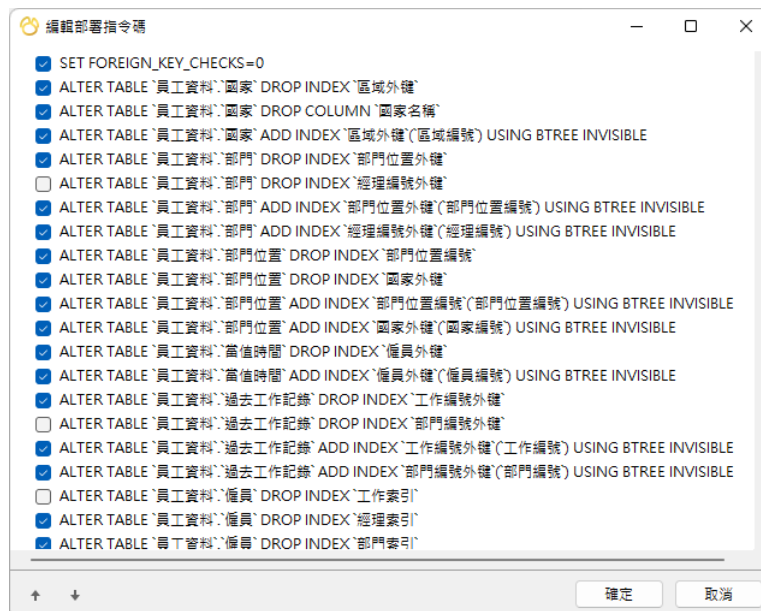 編輯部署指令碼
SET FOREIGN_KEY_CHECKS=0
ALTER TABLE `員工資料`.`國家` DROP INDEX `區域外鍵`
ALTER TABLE `員工資料`.`國家` DROP COLUMN `國家名稱`
ALTER TABLE `員工資料`.`國家` ADD INDEX `區域外鍵`(`區域編號`) USING BTREE INVISIBLE
ALTER TABLE `員工資料`.`部門` DROP INDEX `部門位置外鍵`
ALTER TABLE `員工資料`.`部門` DROP INDEX `經理編號外鍵`
ALTER TABLE `員工資料`.`部門` ADD INDEX `部門位置外鍵`(`部門位置編號`) USING BTREE INVISIBLE
ALTER TABLE `員工資料`.`部門` ADD INDEX `經理編號外鍵`(`經理編號`) USING BTREE INVISIBLE
ALTER TABLE `員工資料`.`部門位置` DROP INDEX `部門位置編號`
ALTER TABLE `員工資料`.`部門位置` DROP INDEX `國家外鍵`
ALTER TABLE `員工資料`.`部門位置` ADD INDEX `部門位置編號`(`部門位置編號`) USING BTREE INVISIBLE
ALTER TABLE `員工資料`.`部門位置` ADD INDEX `國家外鍵`(`國家編號`) USING BTREE INVISIBLE
ALTER TABLE `員工資料`.`當值時間` DROP INDEX `僱員外鍵`
ALTER TABLE `員工資料`.`當值時間` ADD INDEX `僱員外鍵`(`僱員編號`) USING BTREE INVISIBLE
ALTER TABLE `員工資料`.`過去工作記錄` DROP INDEX `工作編號外鍵`
ALTER TABLE `員工資料`.`過去工作記錄` DROP INDEX `部門編號外鍵`
ALTER TABLE `員工資料`.`過去工作記錄` ADD INDEX `工作編號外鍵`(`工作編號`) USING BTREE INVISIBLE
ALTER TABLE `員工資料`.`過去工作記錄` ADD INDEX `部門編號外鍵`(`部門編號`) USING BTREE INVISIBLE
ALTER TABLE `員工資料`.`僱員` DROP INDEX `工作索引`
ALTER TABLE `員工資料`.`僱員` DROP INDEX `經理索引`
ALTER TABLE `員工資料`.`僱員` DROP INDEX `部門索引`
確定 取消